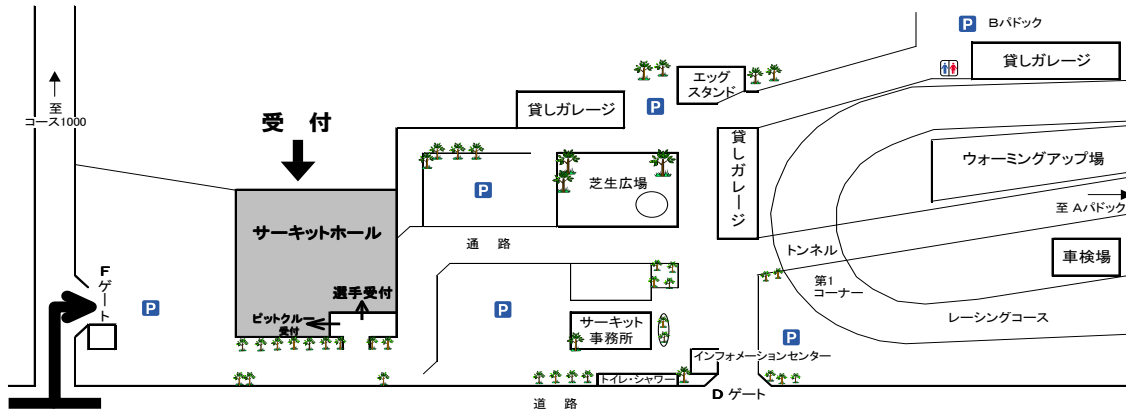 P
Bパドック
貸しガレージ
エッグ
スタンド
至
コース1000
P
貸しガレージ
受 付
貸しガレージ
ウォーミングアップ場
芝生広場
P
至 Aパドック
サーキットホール
通 路
トンネル
車検場
Fゲート
第1
コーナー
選手受付
P
P
ピットクルー
受付
サーキット
事務所
レーシングコース
P
インフォメーションセンター
トイレ・シャワー
D ゲート
道 路